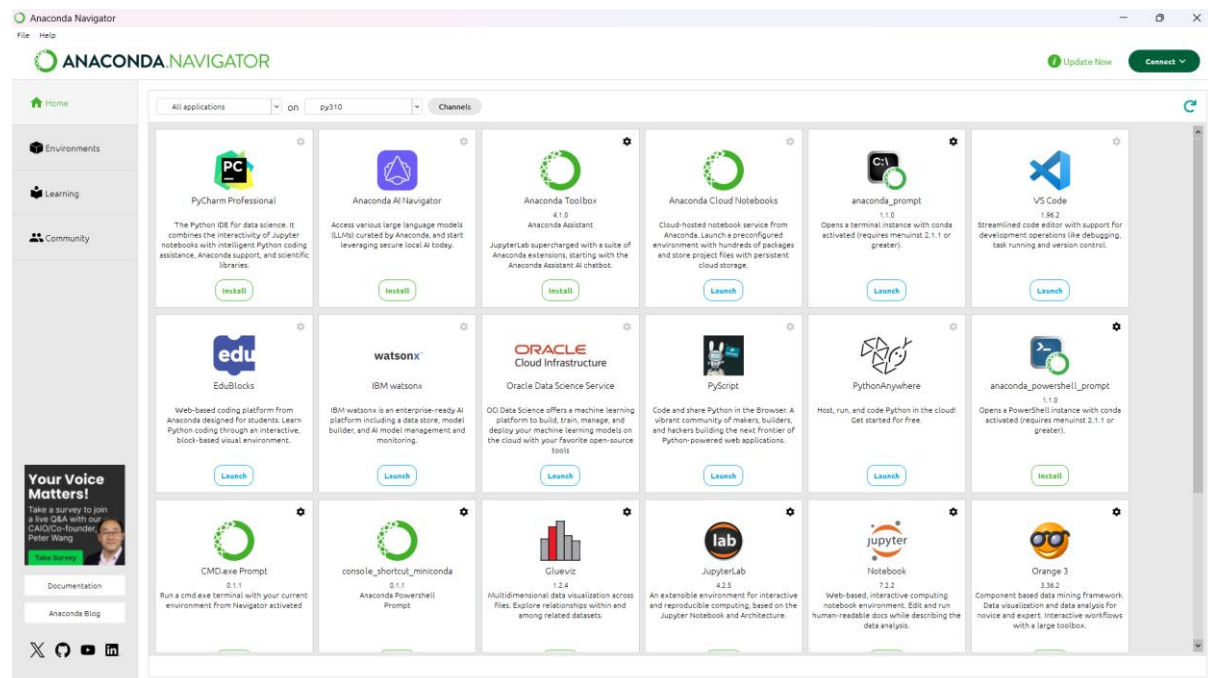 Anaconda Navigator
File Help
ANACONDA.NAVIGATOR
Update Now
Connect
Home
Environments
Learning
Community
All applications
on
py310
Channels
PC
PyCharm Professional
The Python IDE for data science. It
combines the interactivity of Jupyter
notebooks with intelligent Python coding
assistance, Anaconda support, and scientific
libraries.
Install
Anaconda AI Navigator
Access various large language models
(LLMs) curated by Anaconda, and start
leveraging secure local AI today.
Install
Anaconda Toolbox
4.1.0
Anaconda Assistant
JupyterLab supercharged with a suite of
Anaconda extensions, starting with the
Anaconda Assistant AI chatbot.
Install
Anaconda Cloud Notebooks
Cloud-hosted notebook service from
Anaconda. Launch a preconfigured
environment with hundreds of packages
and store project files with persistent
cloud storage.
Launch
C:\
anaconda_prompt
1.1.0
Opens a terminal instance with conda
activated (requires menuinst 2.1.1 or
greater).
Launch
VS Code
1.96.2
Streamlined code editor with support for
development operations like debugging,
task running and version control.
Launch
edu
EduBlocks
Web-based coding platform from
Anaconda designed for students. Learn
Python coding through an interactive,
block-based visual environment.
Launch
watsonx
IBM watsonx
IBM watsonx is an enterprise-ready AI
platform including a data store, model
builder, and AI model management and
monitoring.
Launch
ORACLE
Cloud Infrastructure
Oracle Data Science Service
OCI Data Science offers a machine learning
platform to build, train, manage, and
deploy your machine learning models on
the cloud with your favorite open-source
tools
Launch
PyScript
Code and share Python in the Browser. A
vibrant community of makers, builders,
and hackers building the next frontier of
Python-powered web applications.
Launch
PythonAnywhere
Host, run, and code Python in the cloud!
Get started for free.
Launch
anaconda_powershell_prompt
1.1.0
Opens a PowerShell instance with conda
activated (requires menuinst 2.1.1 or
greater).
Install
CMD.exe Prompt
0.1.1
Run a cmd.exe terminal with your current
environment from Navigator activated
console_shortcut_miniconda
0.1.1
Anaconda Powershell
Prompt
Glueviz
1.2.4
Multidimensional data visualization across
files. Explore relationships within and
among related datasets.
lab
JupyterLab
4.2.5
An extensible environment for interactive
and reproducible computing, based on the
Jupyter Notebook and Architecture.
jupyter
Notebook
7.2.2
Web-based, interactive computing
notebook environment. Edit and run
human-readable docs while describing the
data analysis.
Orange 3
3.36.2
Component based data mining framework.
Data visualization and data analysis for
novice and expert. Interactive workflows
with a large toolbox.
Your Voice
Matters!
Take a survey to join
a live Q&A with our
CAIO/Co-founder,
Peter Wang
Take Survey
Documentation
Anaconda Blog